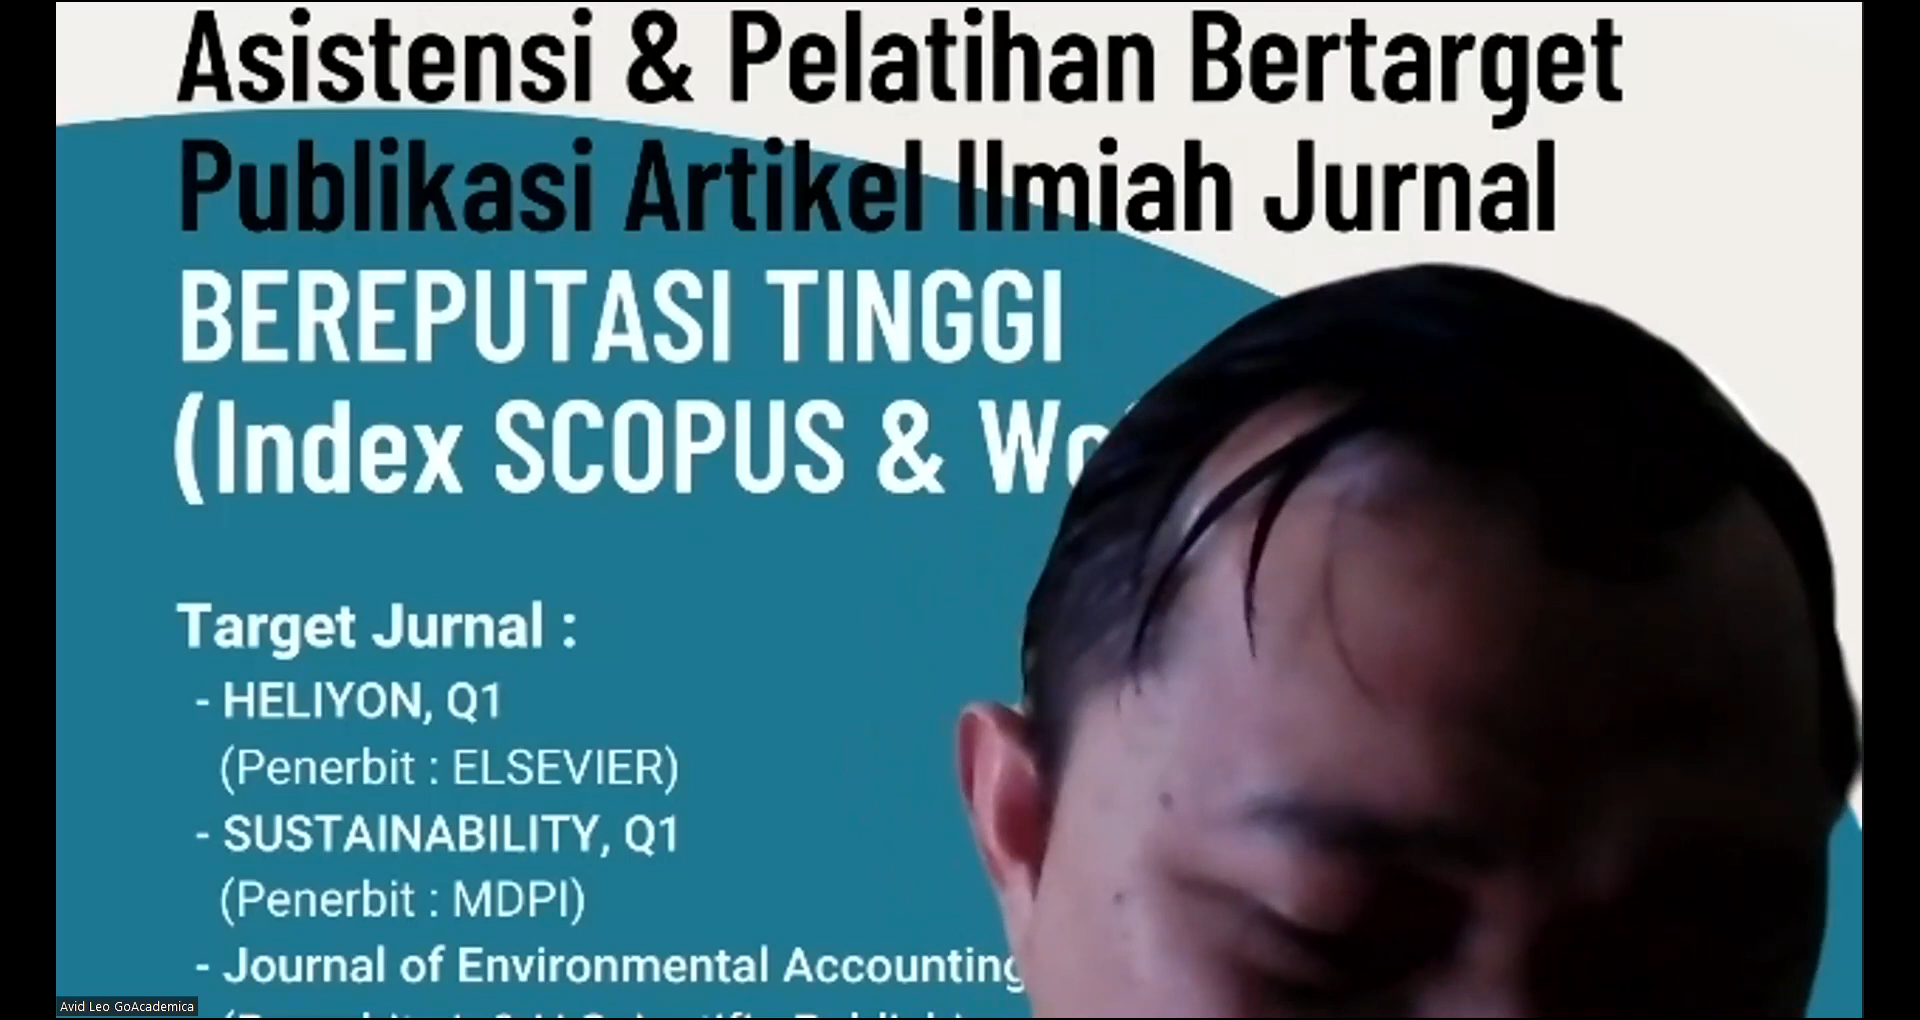 Asistensi & Pelatihan Bertarget
Publikasi Artikel Ilmiah Jurnal
BEREPUTASI TINGGI
(Index SCOPUS &
Target Jurnal :
- HELIYON, Q1
(Penerbit : ELSEVIER)
- SUSTAINABILITY, Q1
(Penerbit : MDPI)
- Journal of Environmental Accounting
Avid Leo GoAcademica